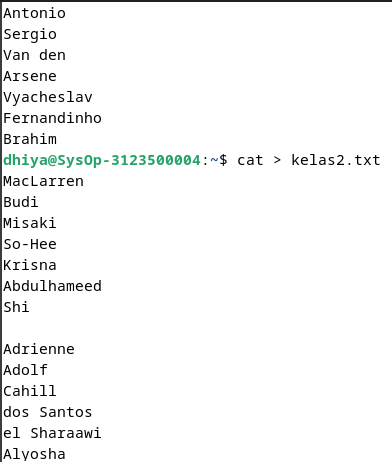 Antonio
Sergio
Van den
Arsene
Vyacheslav
Fernandinho
Brahim
dhiya@SysOp-3123500004:~$ cat > kelas2.txt
MacLarren
Budi
Misaki
So-Hee
Krisna
Abdulhameed
Shi

Adrienne
Adolf
Cahill
dos Santos
el Sharaawi
Alyosha